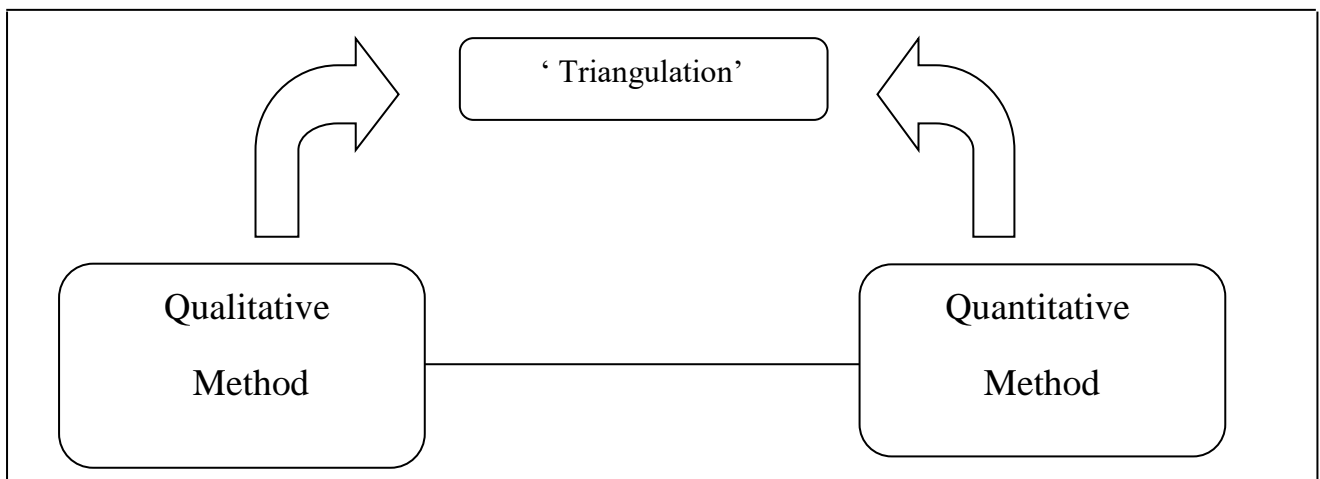 ‘ Triangulation’
Qualitative
Method
Quantitative
Method